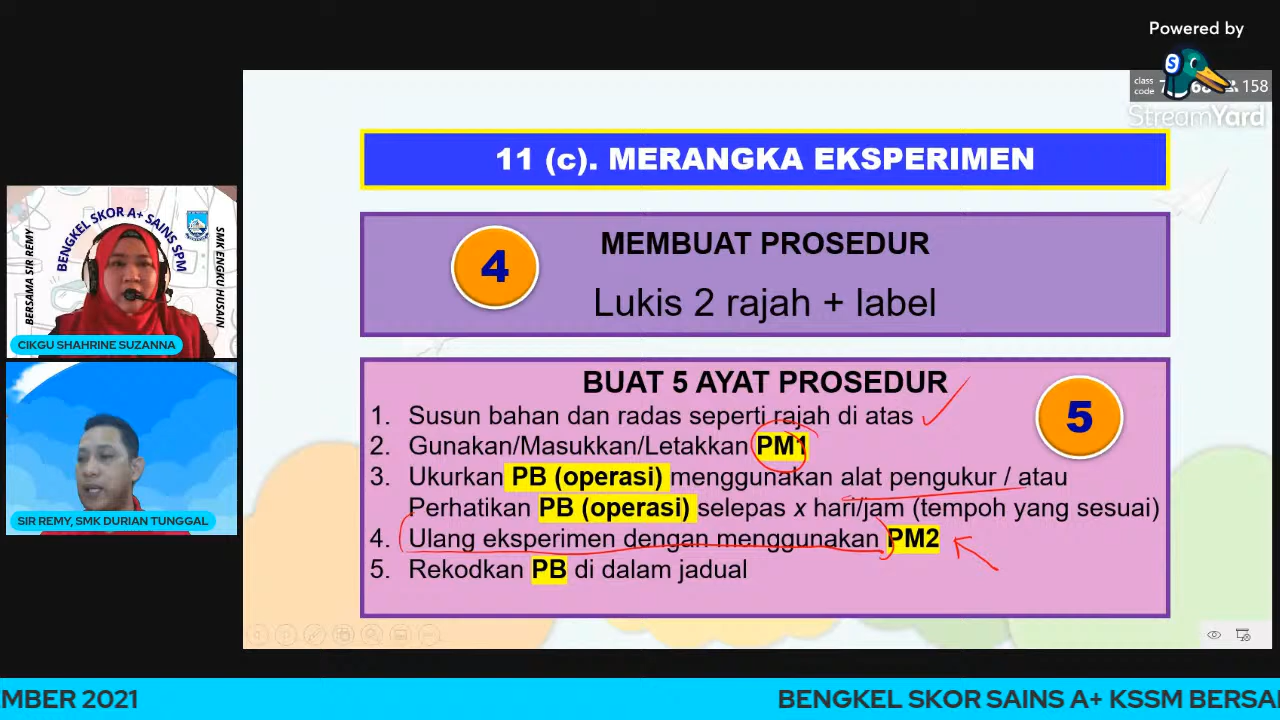 Powered by
class code
158
StreamYard
11 (c). MERANGKA EKSPERIMEN
4
MEMBUAT PROSEDUR
Lukis 2 rajah + label
BUAT 5 AYAT PROSEDUR
5
1. Susun bahan dan radas seperti rajah di atas
2. Gunakan/Masukkan/Letakkan PM1
3. Ukurkan PB (operasi) menggunakan alat pengukur / atau
Perhatikan PB (operasi) selepas x hari/jam (tempoh yang sesuai)
4. Ulang eksperimen dengan menggunakan PM2
5. Rekodkan PB di dalam jadual
BENGKEL SKOR A+ SAINS SPM
BERSAMA SIR REMY
SMK ENGKU HUSAIN
CIKGU SHAHRINE SUZANNA
SIR REMY, SMK DURIAN TUNGGAL
MBER 2021
BENGKEL SKOR SAINS A+ KSSM BERSA